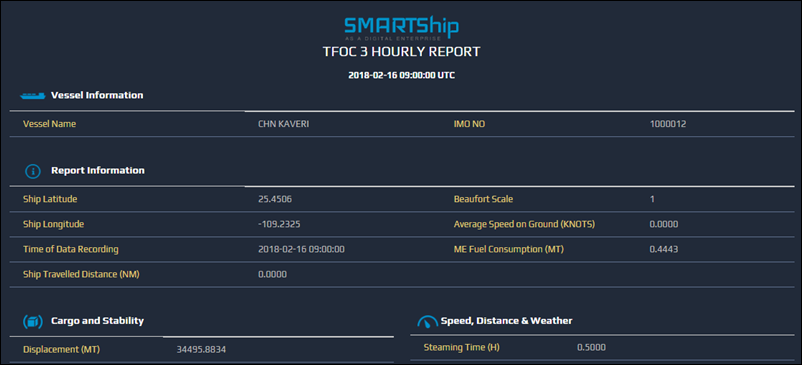 SMARTShip
AS A DIGITAL ENTERPRISE
TFOC 3 HOURLY REPORT
2018-02-16 09:00:00 UTC
Vessel Information
Vessel Name CHN KAVERI IMO NO 1000012
Report Information
Ship Latitude 25.4506 Beaufort Scale 1
Ship Longitude -109.2325 Average Speed on Ground (KNOTS) 0.0000
Time of Data Recording 2018-02-16 09:00:00 ME Fuel Consumption (MT) 0.4443
Ship Travelled Distance (NM) 0.0000
Cargo and Stability Speed, Distance & Weather
Displacement (MT) 34495.8834 Steaming Time (H) 0.5000